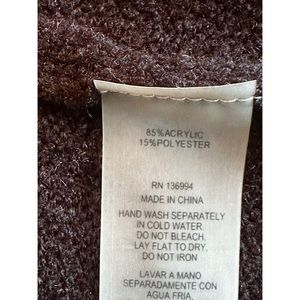 85%ACRYLIC
15%POLYESTER
RN 136994
MADE IN CHINA
HAND WASH SEPARATELY
IN COLD WATER.
DO NOT BLEACH.
LAY FLAT TO DRY.
DO NOT IRON
LAVAR A MANO
SEPARADAMENTE CON
AGUA FRIA.